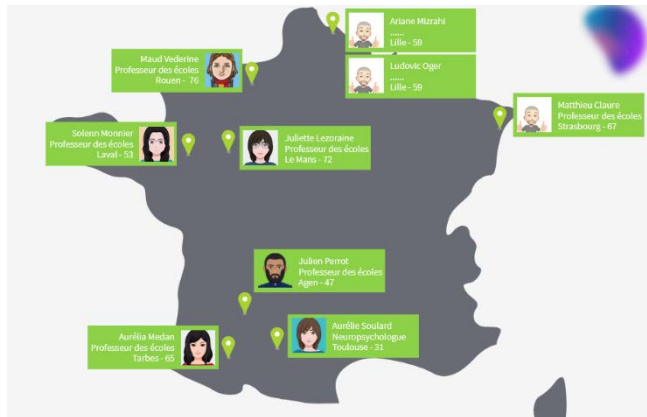 Ariane Mizrahi
......
Lille - 59
Ludovic Oger
......
Lille - 59
Maud Vederine
Professeur des écoles
Rouen - 76
Matthieu Claure
Professeur des écoles
Strasbourg - 67
Solenn Monnier
Professeur des écoles
Laval - 53
Juliette Lezoraine
Professeur des écoles
Le Mans - 72
Julien Perrot
Professeur des écoles
Agen - 47
Aurélie Soulard
Neuropsychologue
Toulouse - 31
Aurélia Medan
Professeur des écoles
Tarbes - 65